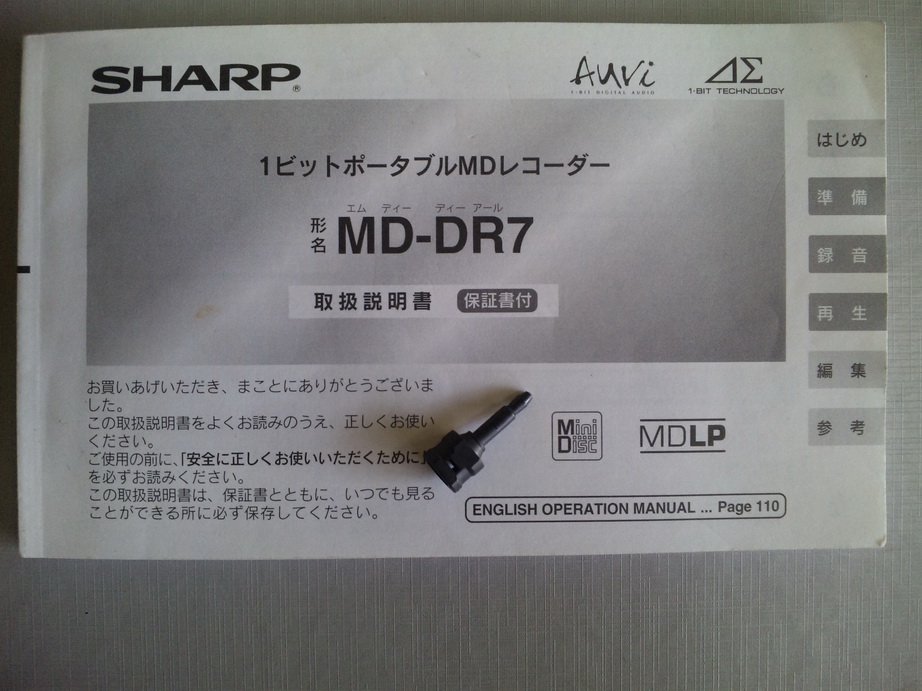 SHARP®
Auvi
1-BIT DIGITAL AUDIO
ΔΣ
1-BIT TECHNOLOGY
1ビットポータブルMDレコーダー
エム ディー ディー アール
形名 MD-DR7
取扱説明書 保証書付
はじめ
準 備
録 音
再 生
編 集
参 考
お買いあげいただき、まことにありがとうございま
した。
この取扱説明書をよくお読みのうえ、正しくお使い
ください。
ご使用の前に、「安全に正しくお使いいただくために」
を必ずお読みください。
この取扱説明書は、保証書とともに、いつでも見る
ことができる所に必ず保存してください。
Mini
Disc
MDLP
ENGLISH OPERATION MANUAL ... Page 110